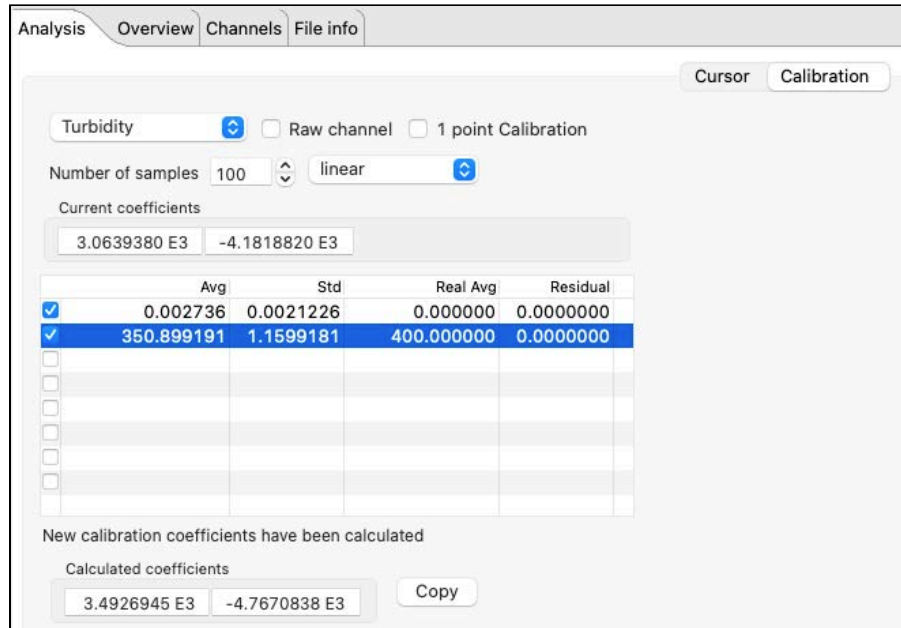 Analysis Overview Channels File info
Cursor Calibration
Turbidity Raw channel 1 point Calibration
Number of samples 100 linear
Current coefficients
3.0639380 E3 -4.1818820 E3
Avg Std Real Avg Residual
0.002736 0.0021226 0.000000 0.0000000
350.899191 1.1599181 400.000000 0.0000000
New calibration coefficients have been calculated
Calculated coefficients
3.4926945 E3 -4.7670838 E3 Copy